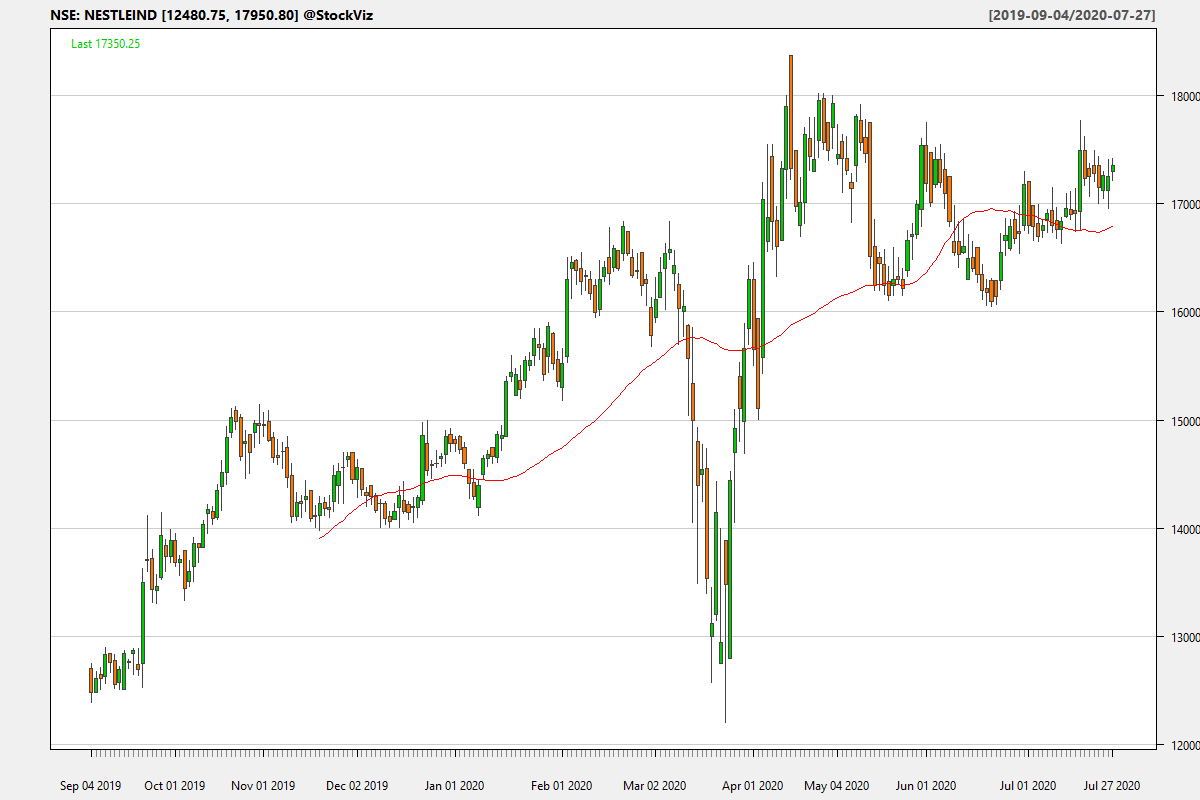 NSE: NESTLEIND [12480.75, 17950.80] @StockViz [2019-09-04/2020-07-27]
Last 17350.25
18000
17000
16000
15000
14000
13000
12000
Sep 04 2019 Oct 01 2019 Nov 01 2019 Dec 02 2019 Jan 01 2020 Feb 01 2020 Mar 02 2020 Apr 01 2020 May 04 2020 Jun 01 2020 Jul 01 2020 Jul 27 2020